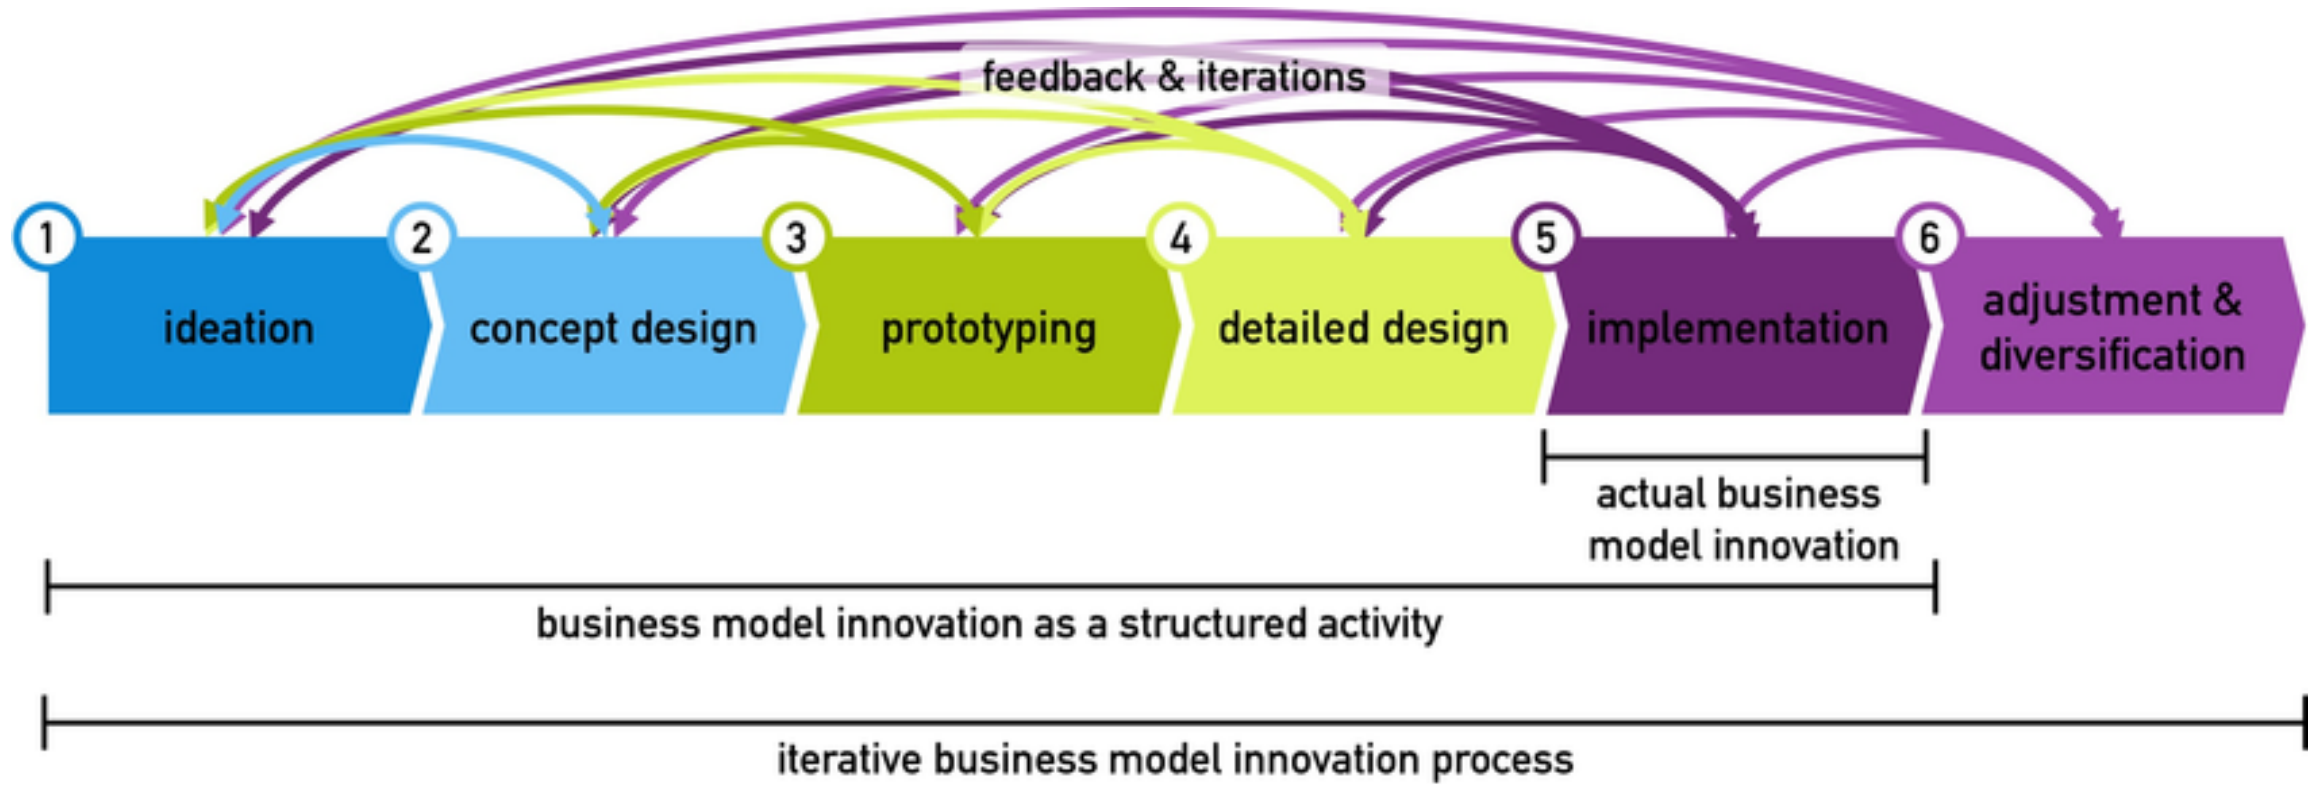 feedback & iterations
1
2
3
4
5
6
ideation
concept design
prototyping
detailed design
implementation
adjustment &
diversification
actual business
model innovation
business model innovation as a structured activity
iterative business model innovation process